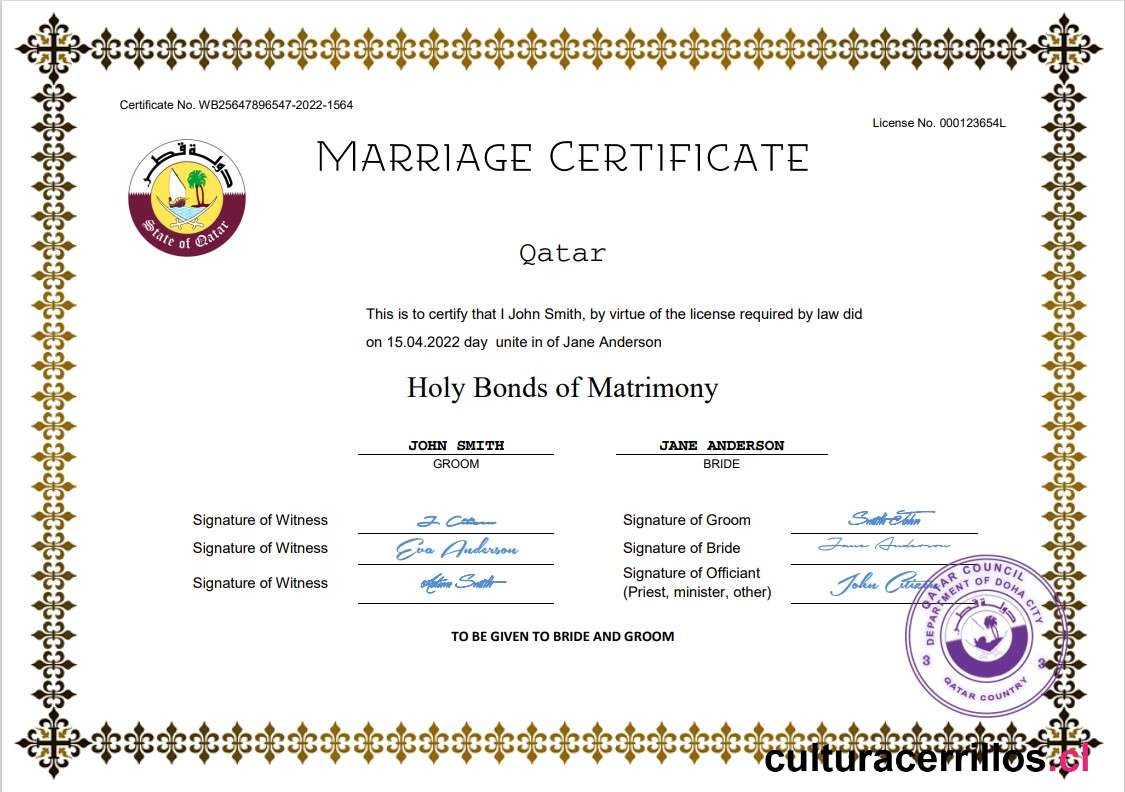 Certificate No. WB25647896547-2022-1564
License No. 000123654L
MARRIAGE CERTIFICATE
دولة قطر
State of Qatar
Qatar
This is to certify that I John Smith, by virtue of the license required by law did
on 15.04.2022 day unite in of Jane Anderson
Holy Bonds of Matrimony
JOHN SMITH
GROOM
JANE ANDERSON
BRIDE
Signature of Witness
Signature of Groom
Smith John
Signature of Witness Eva Anderson
Signature of Bride Jane Anderson
Signature of Witness
Signature of Officiant John Citizen
(Priest, minister, other)
TO BE GIVEN TO BRIDE AND GROOM
QATAR COUNCIL
DEPARTMENT OF DOHA CITY
3 3
QATAR COUNTRY
culturacerrillos.cl